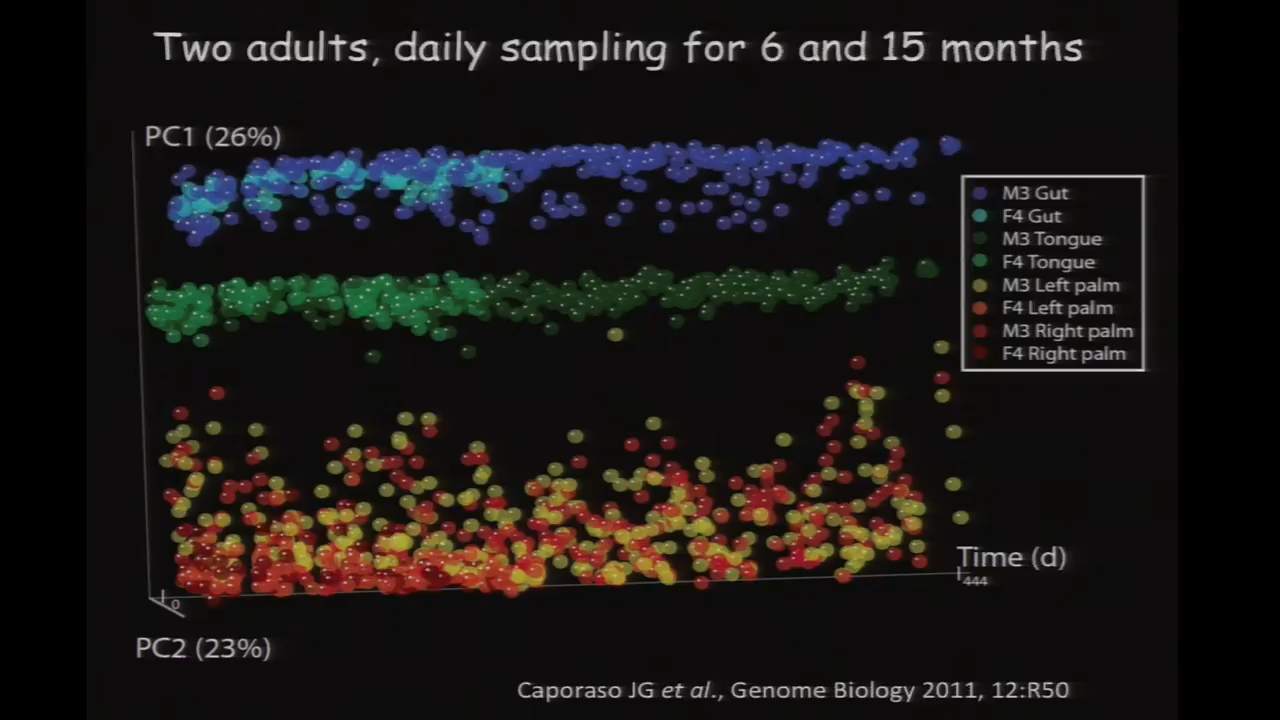 Two adults, daily sampling for 6 and 15 months
PC1 (26%)
M3 Gut
F4 Gut
M3 Tongue
F4 Tongue
M3 Left palm
F4 Left palm
M3 Right palm
F4 Right palm
Time (d)
444
0
PC2 (23%)
Caporaso JG et al., Genome Biology 2011, 12:R50